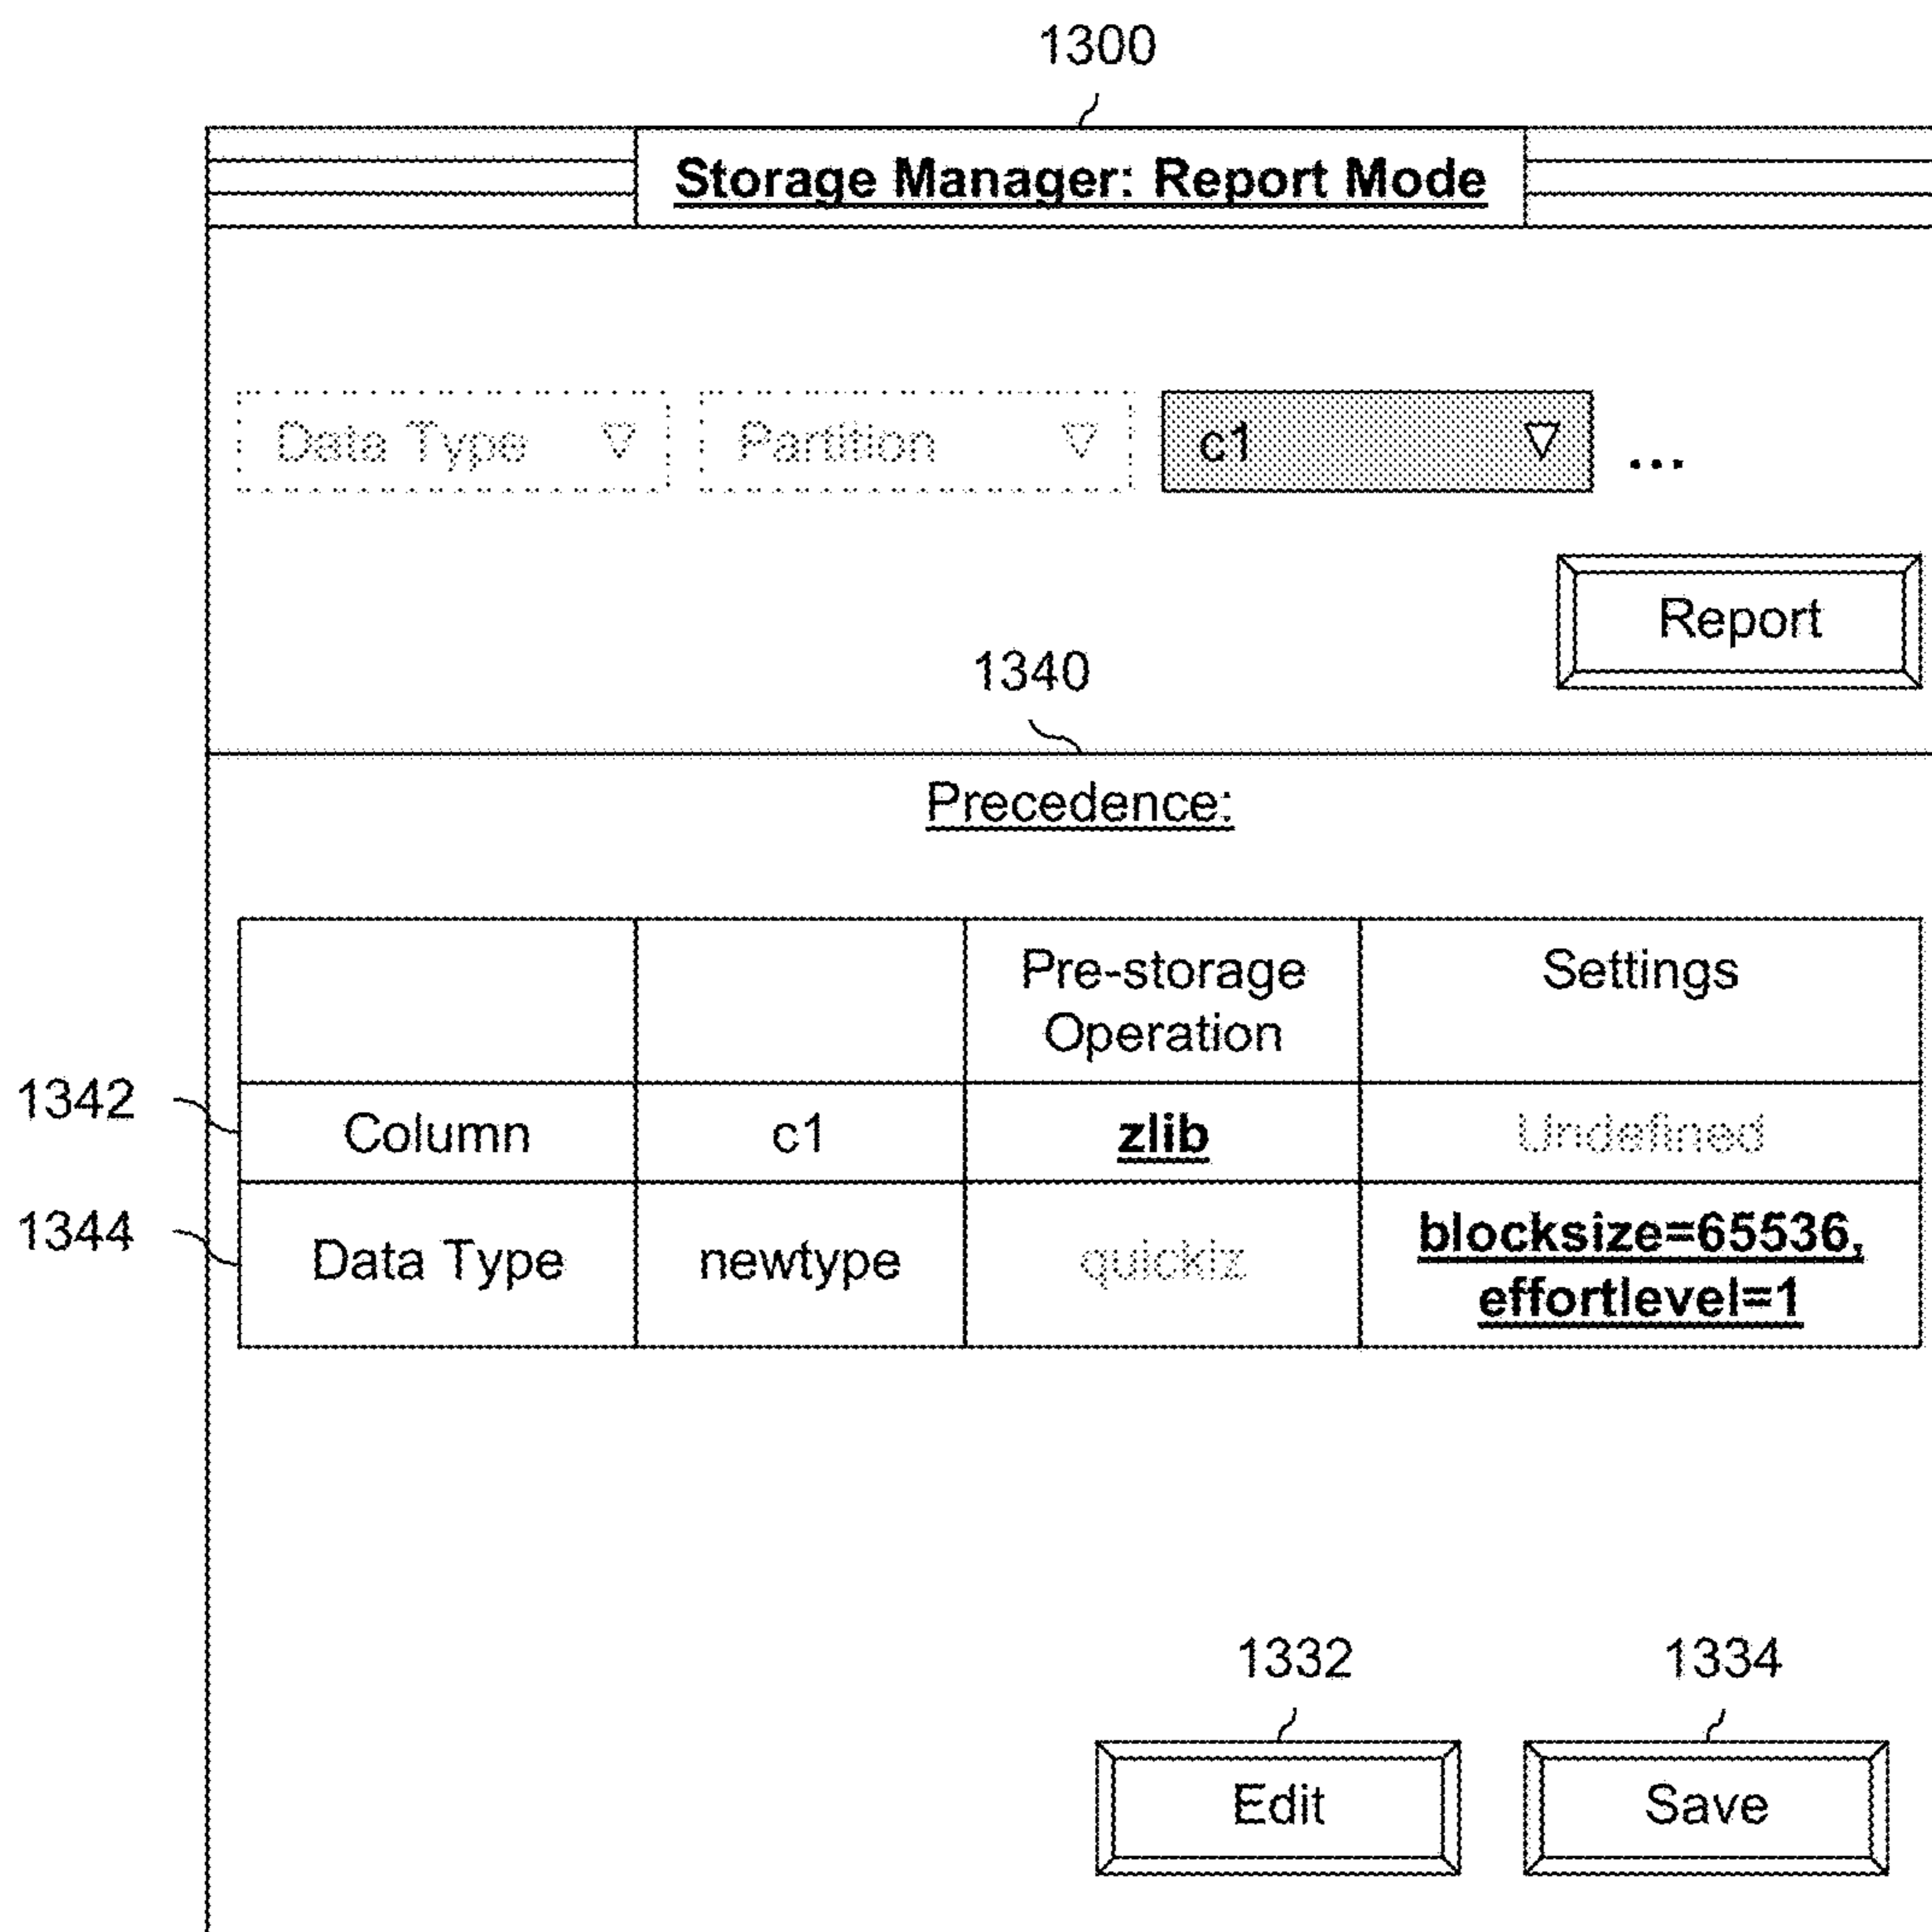 1300
Storage Manager: Report Mode
Data Type Partition c1 ...
Report
1340
Precedence:
Pre-storage Settings
Operation
1342 Column c1 zlib Undefined
1344 Data Type newtype quicklz blocksize=65536,
effortlevel=1
1332 1334
Edit Save